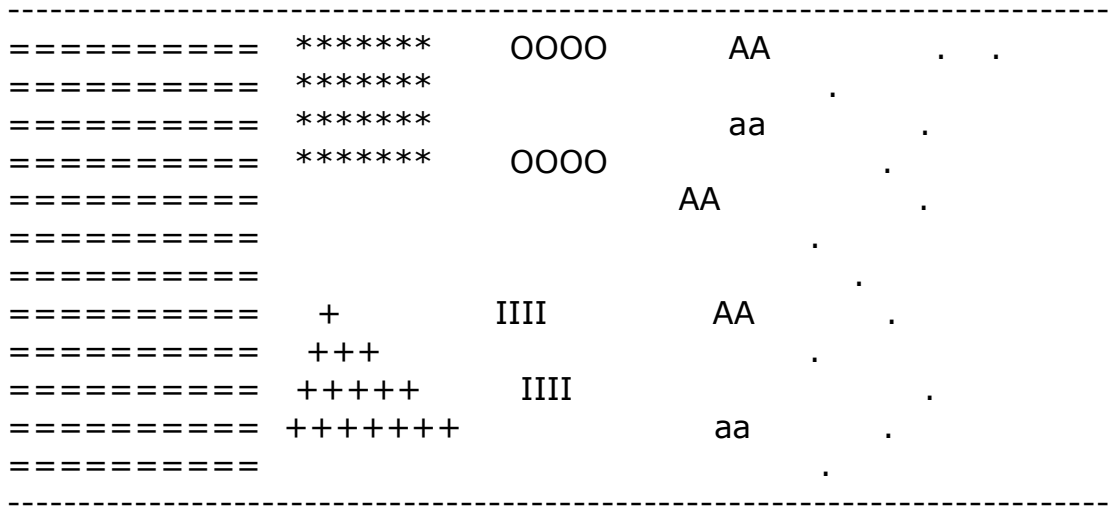 ----------------------------------------------------------------
========== ******* OOOO AA . .
========== ******* .
========== ******* aa .
========== ******* OOOO .
========== AA .
========== .
========== .
========== + IIII AA .
========== +++ .
========== +++++ IIII .
========== +++++++ aa .
========== .
----------------------------------------------------------------